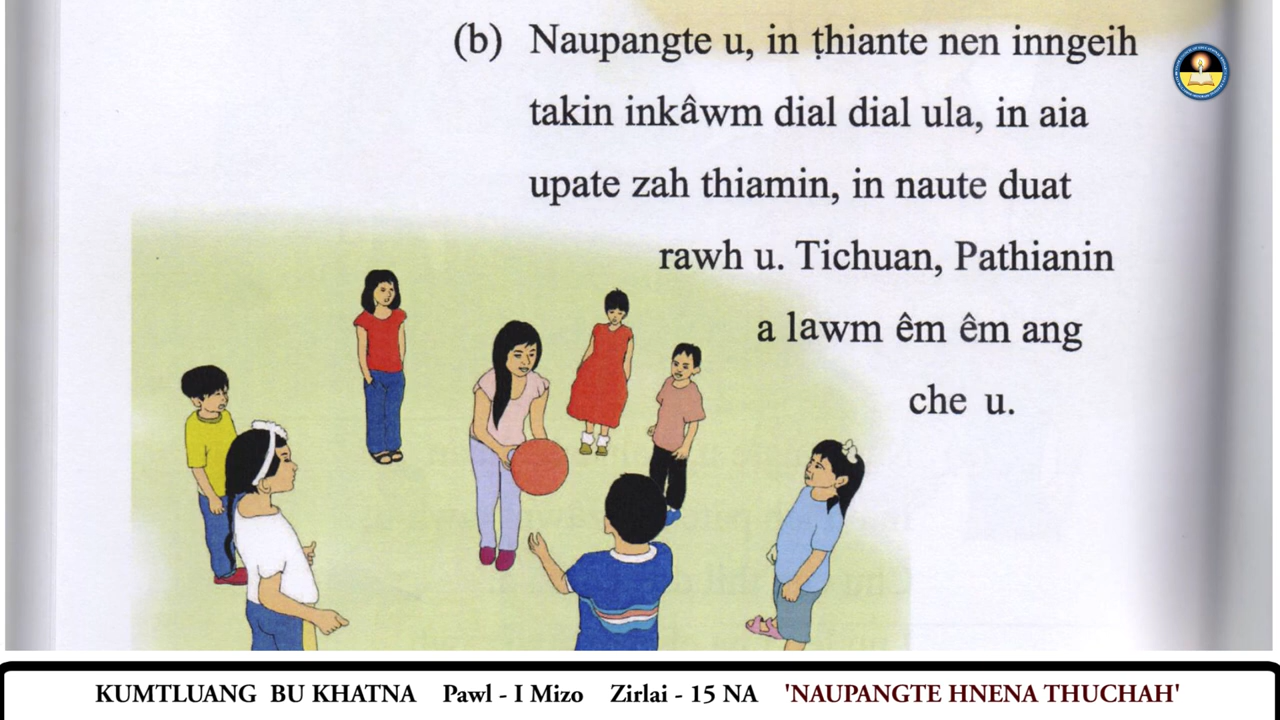 (b) Naupangte u, in ṭhiante nen inngeih
takin inkâwm dial dial ula, in aia
upate zah thiamin, in naute duat
rawh u. Tichuan, Pathianin
a lawm êm êm ang
che u.
KUMTLUANG BU KHATNA Pawl - I Mizo Zirlai - 15 NA 'NAUPANGTE HNENA THUCHAH'